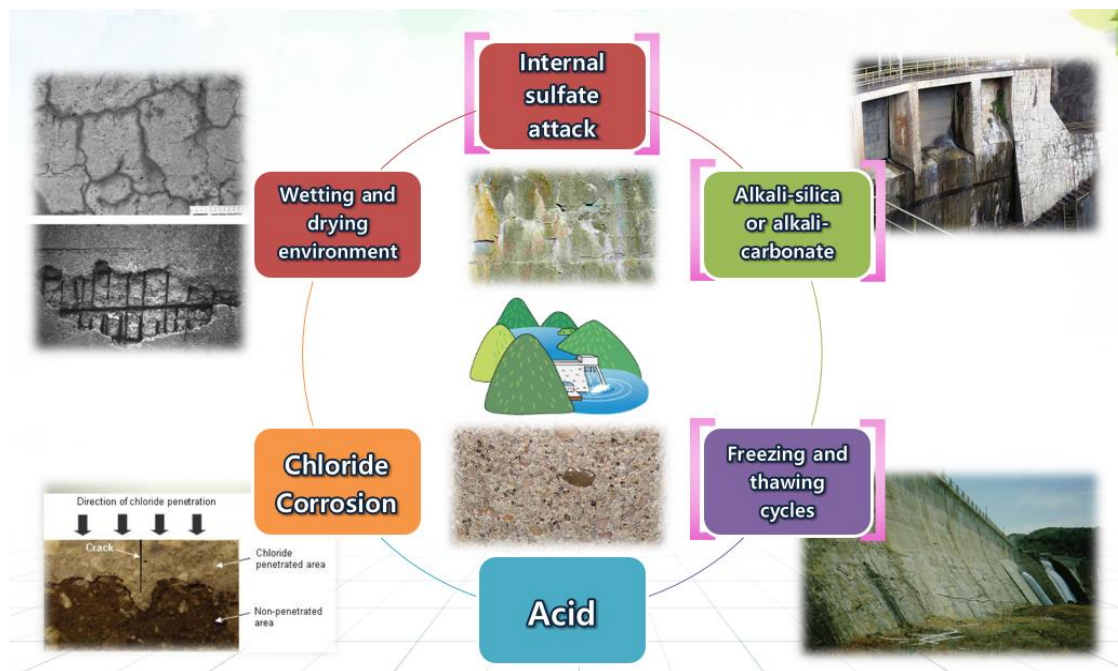 Internal
sulfate
attack
Wetting and
drying
environment
Alkali-silica
or alkali-
carbonate
Chloride
Corrosion
Freezing and
thawing
cycles
Direction of chloride penetration
Crack
Chloride
penetrated area
Non-penetrated
area
Acid